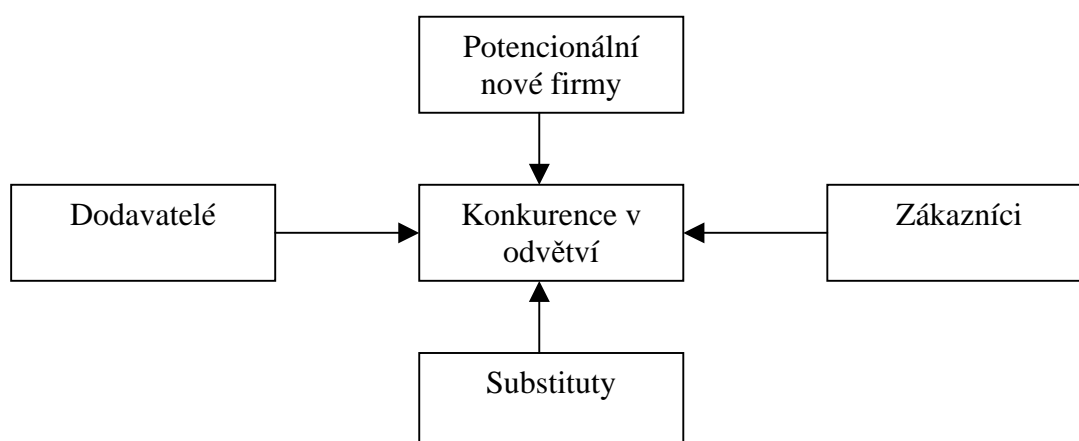 Potencionální
nové firmy
Dodavatelé
Konkurence v
odvětví
Zákazníci
Substituty